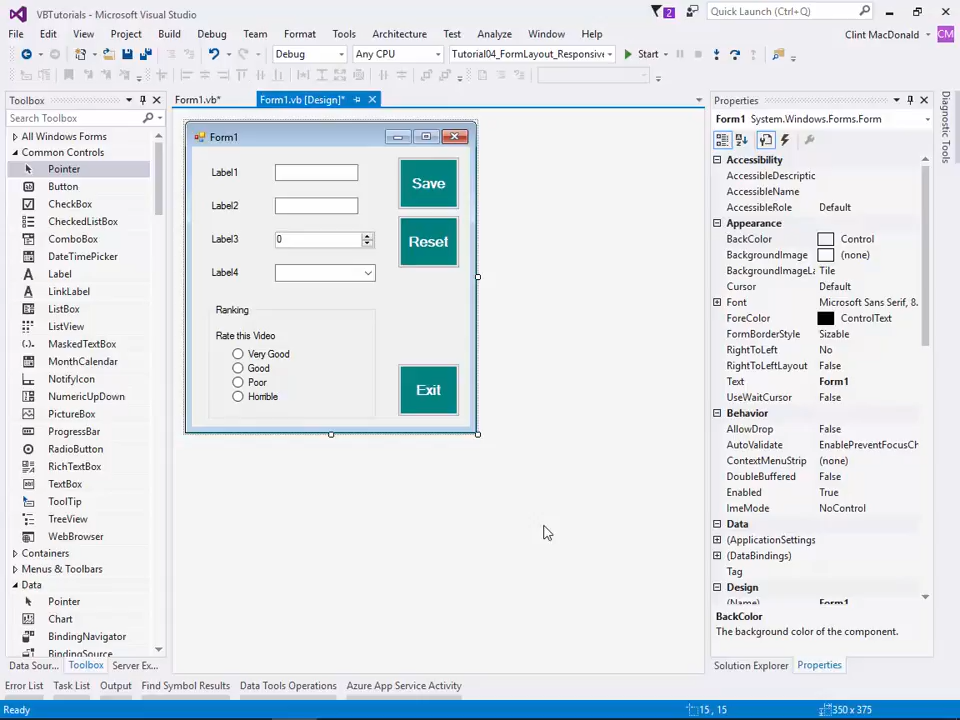 VBTutorials - Microsoft Visual Studio
2
Quick Launch (Ctrl+Q)
File Edit View Project Build Debug Team Format Tools Architecture Test Analyze Window Help
Clint MacDonald CM
Debug Any CPU Tutorial04_FormLayout_Responsive Start
Toolbox
Form1.vb* Form1.vb [Design]*
Properties
Diagnostic Tools
Search Toolbox
Form1 System.Windows.Forms.Form
All Windows Forms
Common Controls
Pointer
Button
CheckBox
CheckedListBox
ComboBox
DateTimePicker
Label
LinkLabel
ListBox
ListView
MaskedTextBox
MonthCalendar
NotifyIcon
NumericUpDown
PictureBox
ProgressBar
RadioButton
RichTextBox
TextBox
ToolTip
TreeView
WebBrowser
Containers
Menus & Toolbars
Data
Pointer
Chart
BindingNavigator
BindingSource
Form1
Label1
Save
Label2
Label3 0
Reset
Label4
Ranking
Rate this Video
Very Good
Good
Poor
Horrible
Exit
Accessibility
AccessibleDescriptic
AccessibleName
AccessibleRole Default
Appearance
BackColor Control
BackgroundImage (none)
BackgroundImageLa Tile
Cursor Default
Font Microsoft Sans Serif, 8.
ForeColor ControlText
FormBorderStyle Sizable
RightToLeft No
RightToLeftLayout False
Text Form1
UseWaitCursor False
Behavior
AllowDrop False
AutoValidate EnablePreventFocusCh
ContextMenuStrip (none)
DoubleBuffered False
Enabled True
ImeMode NoControl
Data
(ApplicationSettings
(DataBindings)
Tag
Design
(Name) Form1
BackColor
The background color of the component.
Data Sour... Toolbox Server Ex...
Solution Explorer Properties
Error List Task List Output Find Symbol Results Data Tools Operations Azure App Service Activity
Ready 15 , 15 350 x 375